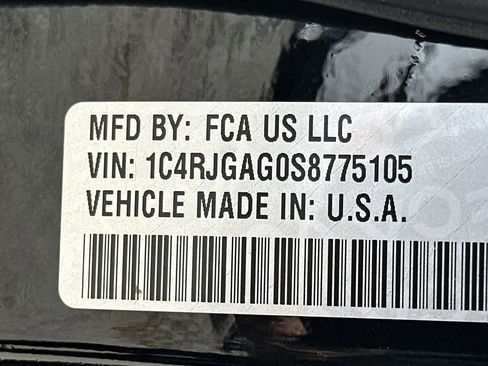 MFD BY: FCA US LLC
VIN: 1C4RJGAG0S8775105
VEHICLE MADE IN: U.S.A.